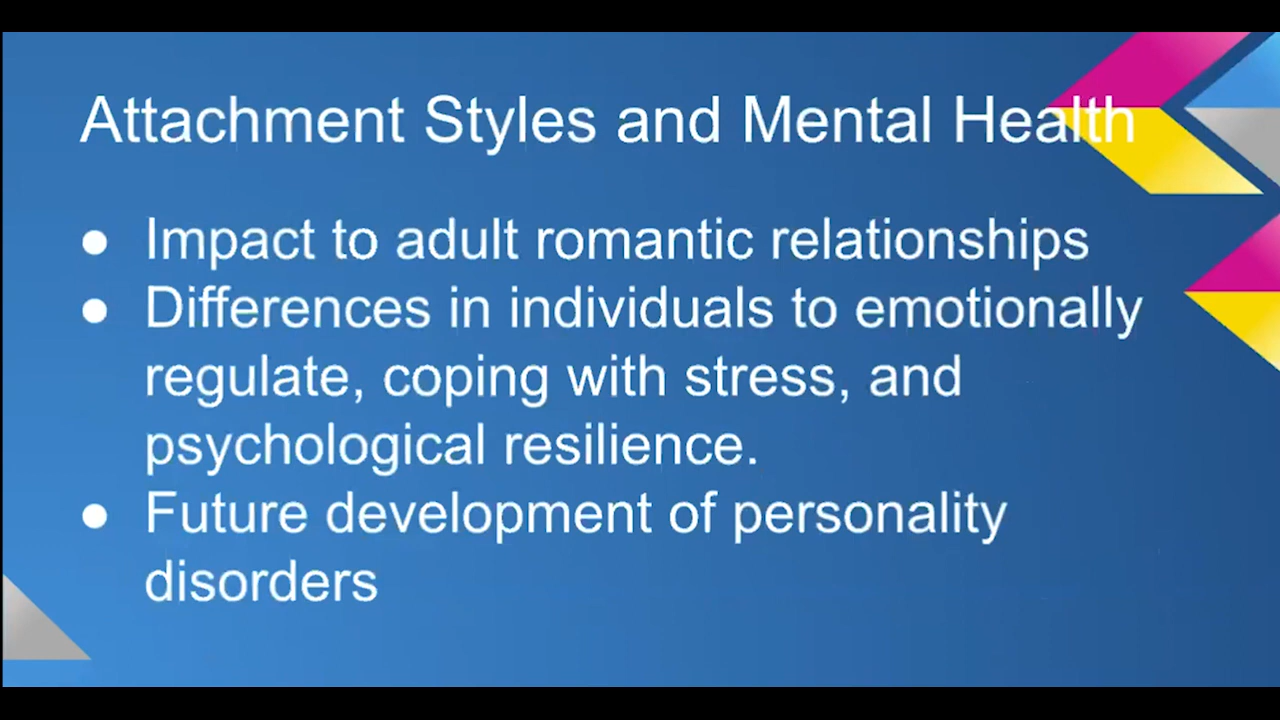 Attachment Styles and Mental Health
● Impact to adult romantic relationships
● Differences in individuals to emotionally
regulate, coping with stress, and
psychological resilience.
● Future development of personality
disorders